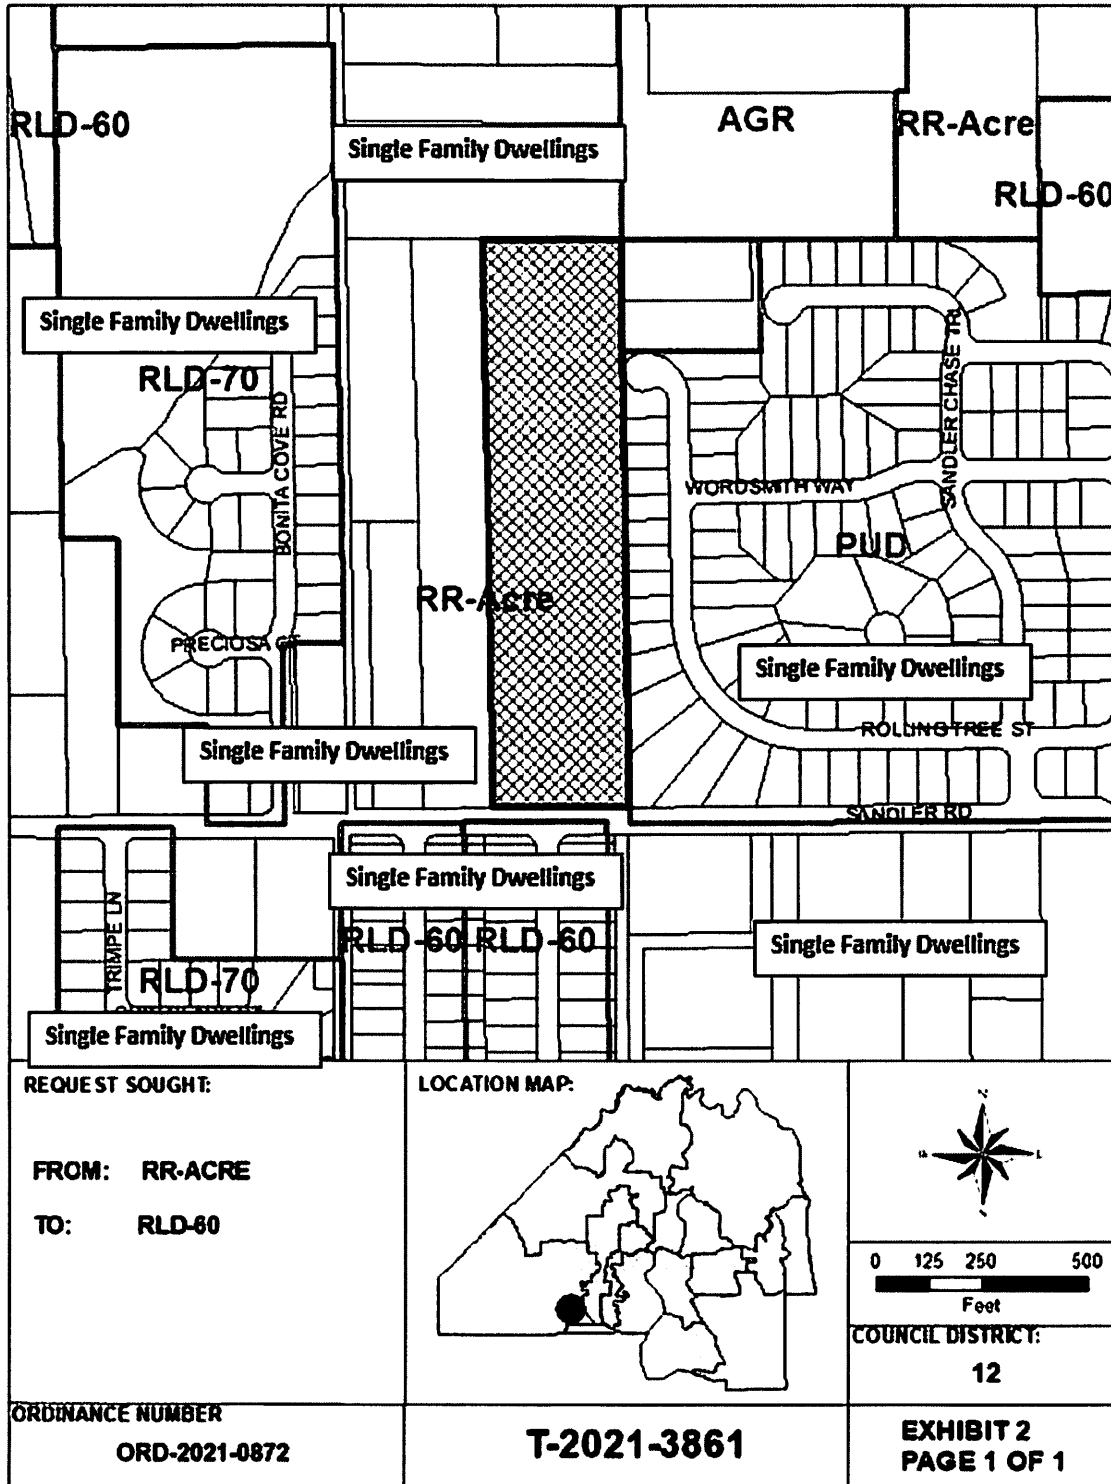 RLD-60
AGR
RR-Acre
Single Family Dwellings
RLD-60
Single Family Dwellings
RLD-70
BONITA COVE RD
SANDLER CHASE TRL
WORDSMITH WAY
PUD
RR-Acre
PRECIOSA CT
Single Family Dwellings
ROLLING TREE ST
Single Family Dwellings
SANDLER RD
Single Family Dwellings
TRIMPE LN
RLD-60
RLD-60
Single Family Dwellings
RLD-70
Single Family Dwellings
REQUEST SOUGHT:
FROM: RR-ACRE
TO: RLD-60
LOCATION MAP:
0 125 250 500
Feet
COUNCIL DISTRICT:
12
ORDINANCE NUMBER
ORD-2021-0872
T-2021-3861
EXHIBIT 2
PAGE 1 OF 1